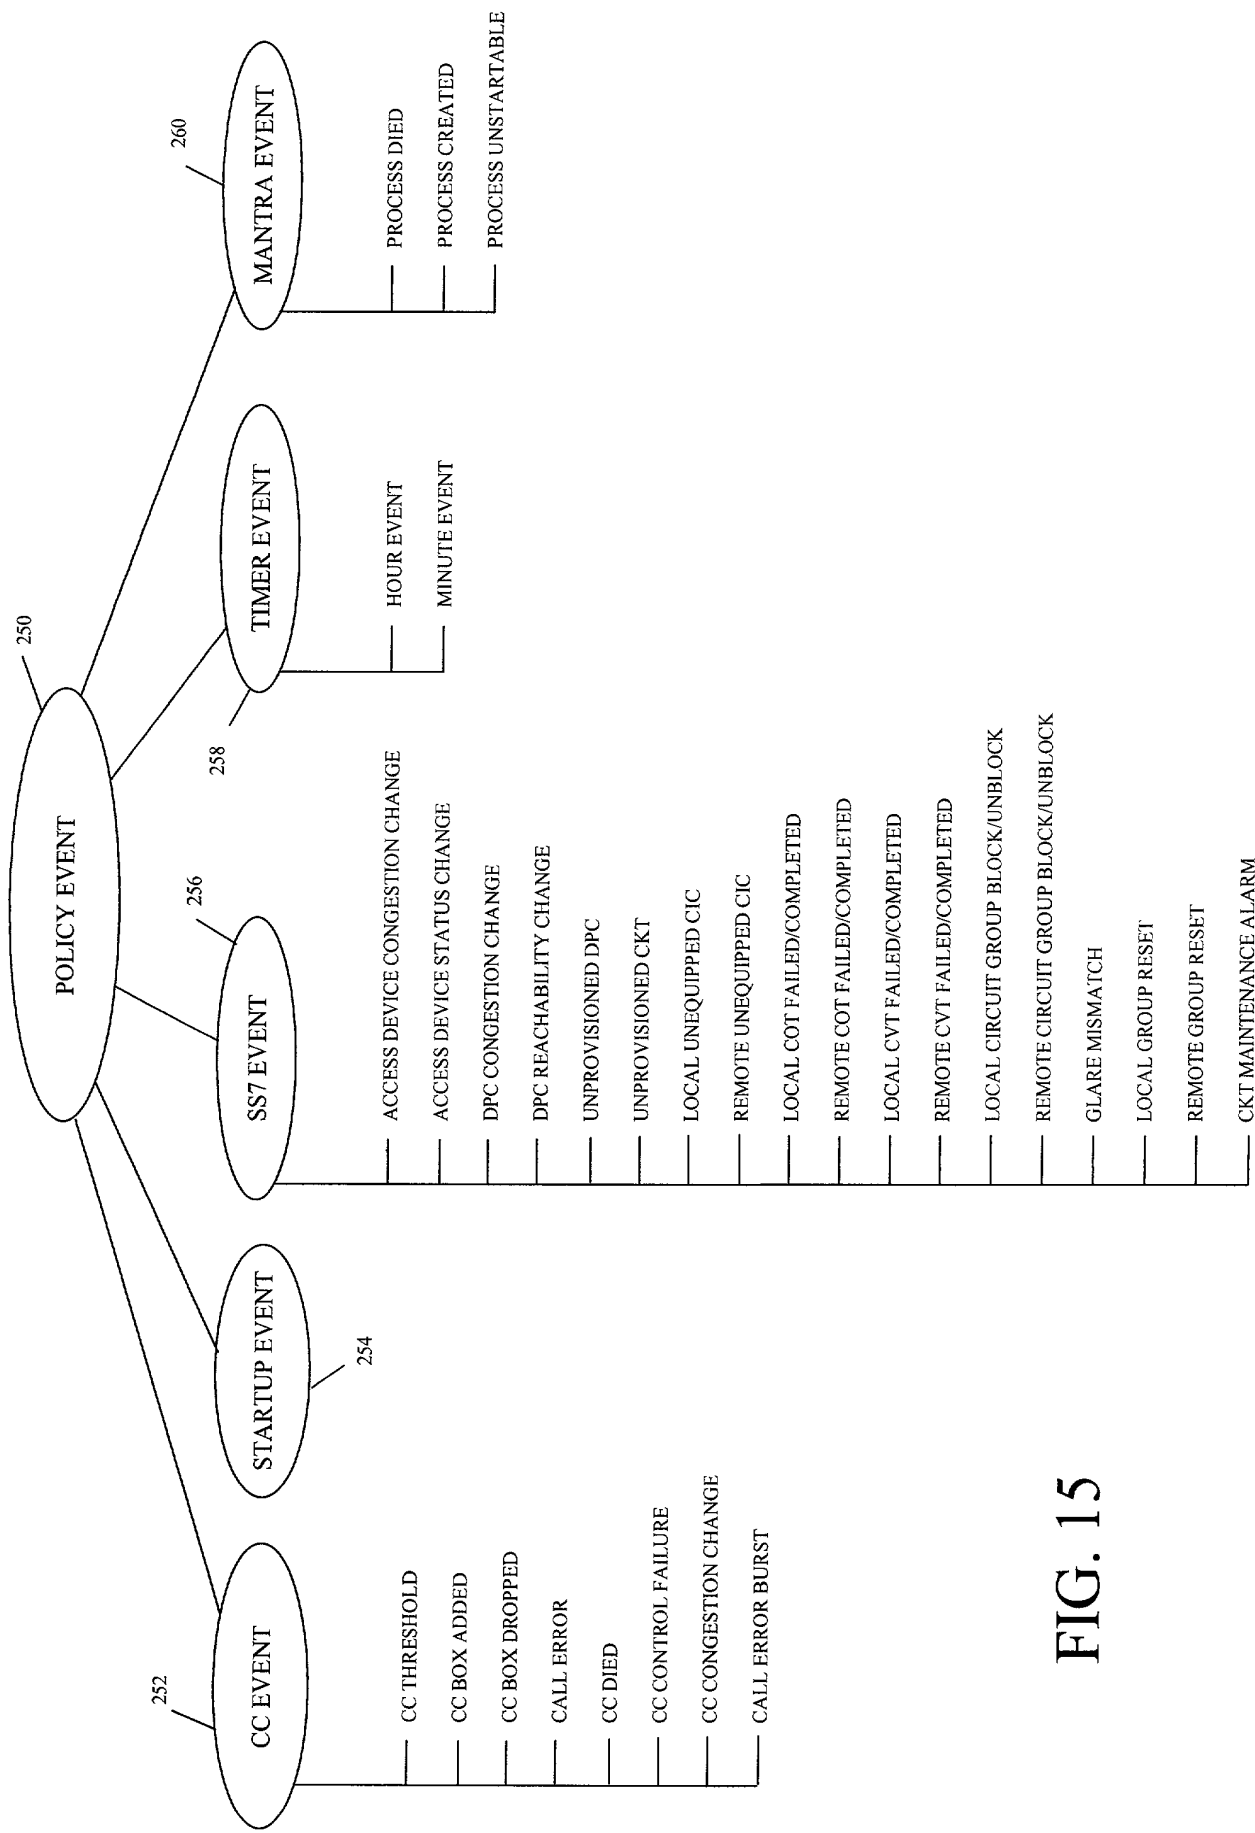 250
POLICY EVENT
252
CC EVENT
CC THRESHOLD
CC BOX ADDED
CC BOX DROPPED
CALL ERROR
CC DIED
CC CONTROL FAILURE
CC CONGESTION CHANGE
CALL ERROR BURST
STARTUP EVENT
254
256
SS7 EVENT
ACCESS DEVICE CONGESTION CHANGE
ACCESS DEVICE STATUS CHANGE
DPC CONGESTION CHANGE
DPC REACHABILITY CHANGE
UNPROVISIONED DPC
UNPROVISIONED CKT
LOCAL UNEQUIPPED CIC
REMOTE UNEQUIPPED CIC
LOCAL COT FAILED/COMPLETED
REMOTE COT FAILED/COMPLETED
LOCAL CVT FAILED/COMPLETED
REMOTE CVT FAILED/COMPLETED
LOCAL CIRCUIT GROUP BLOCK/UNBLOCK
REMOTE CIRCUIT GROUP BLOCK/UNBLOCK
GLARE MISMATCH
LOCAL GROUP RESET
REMOTE GROUP RESET
CKT MAINTENANCE ALARM
258
TIMER EVENT
HOUR EVENT
MINUTE EVENT
260
MANTRA EVENT
PROCESS DIED
PROCESS CREATED
PROCESS UNSTARTABLE
FIG. 15